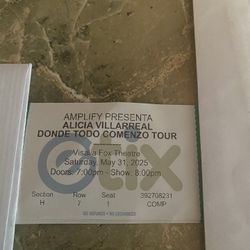 AMPLIFY PRESENTA
ALICIA VILLARREAL
DONDE TODO COMENZO TOUR
Visalia Fox Theatre
Saturday, May 31, 2025
Doors: 7:00pm - Show: 8:00pm
Section Row Seat 392708231
H 7 1 COMP
NO REFUNDS • NO EXCHANGES
etix